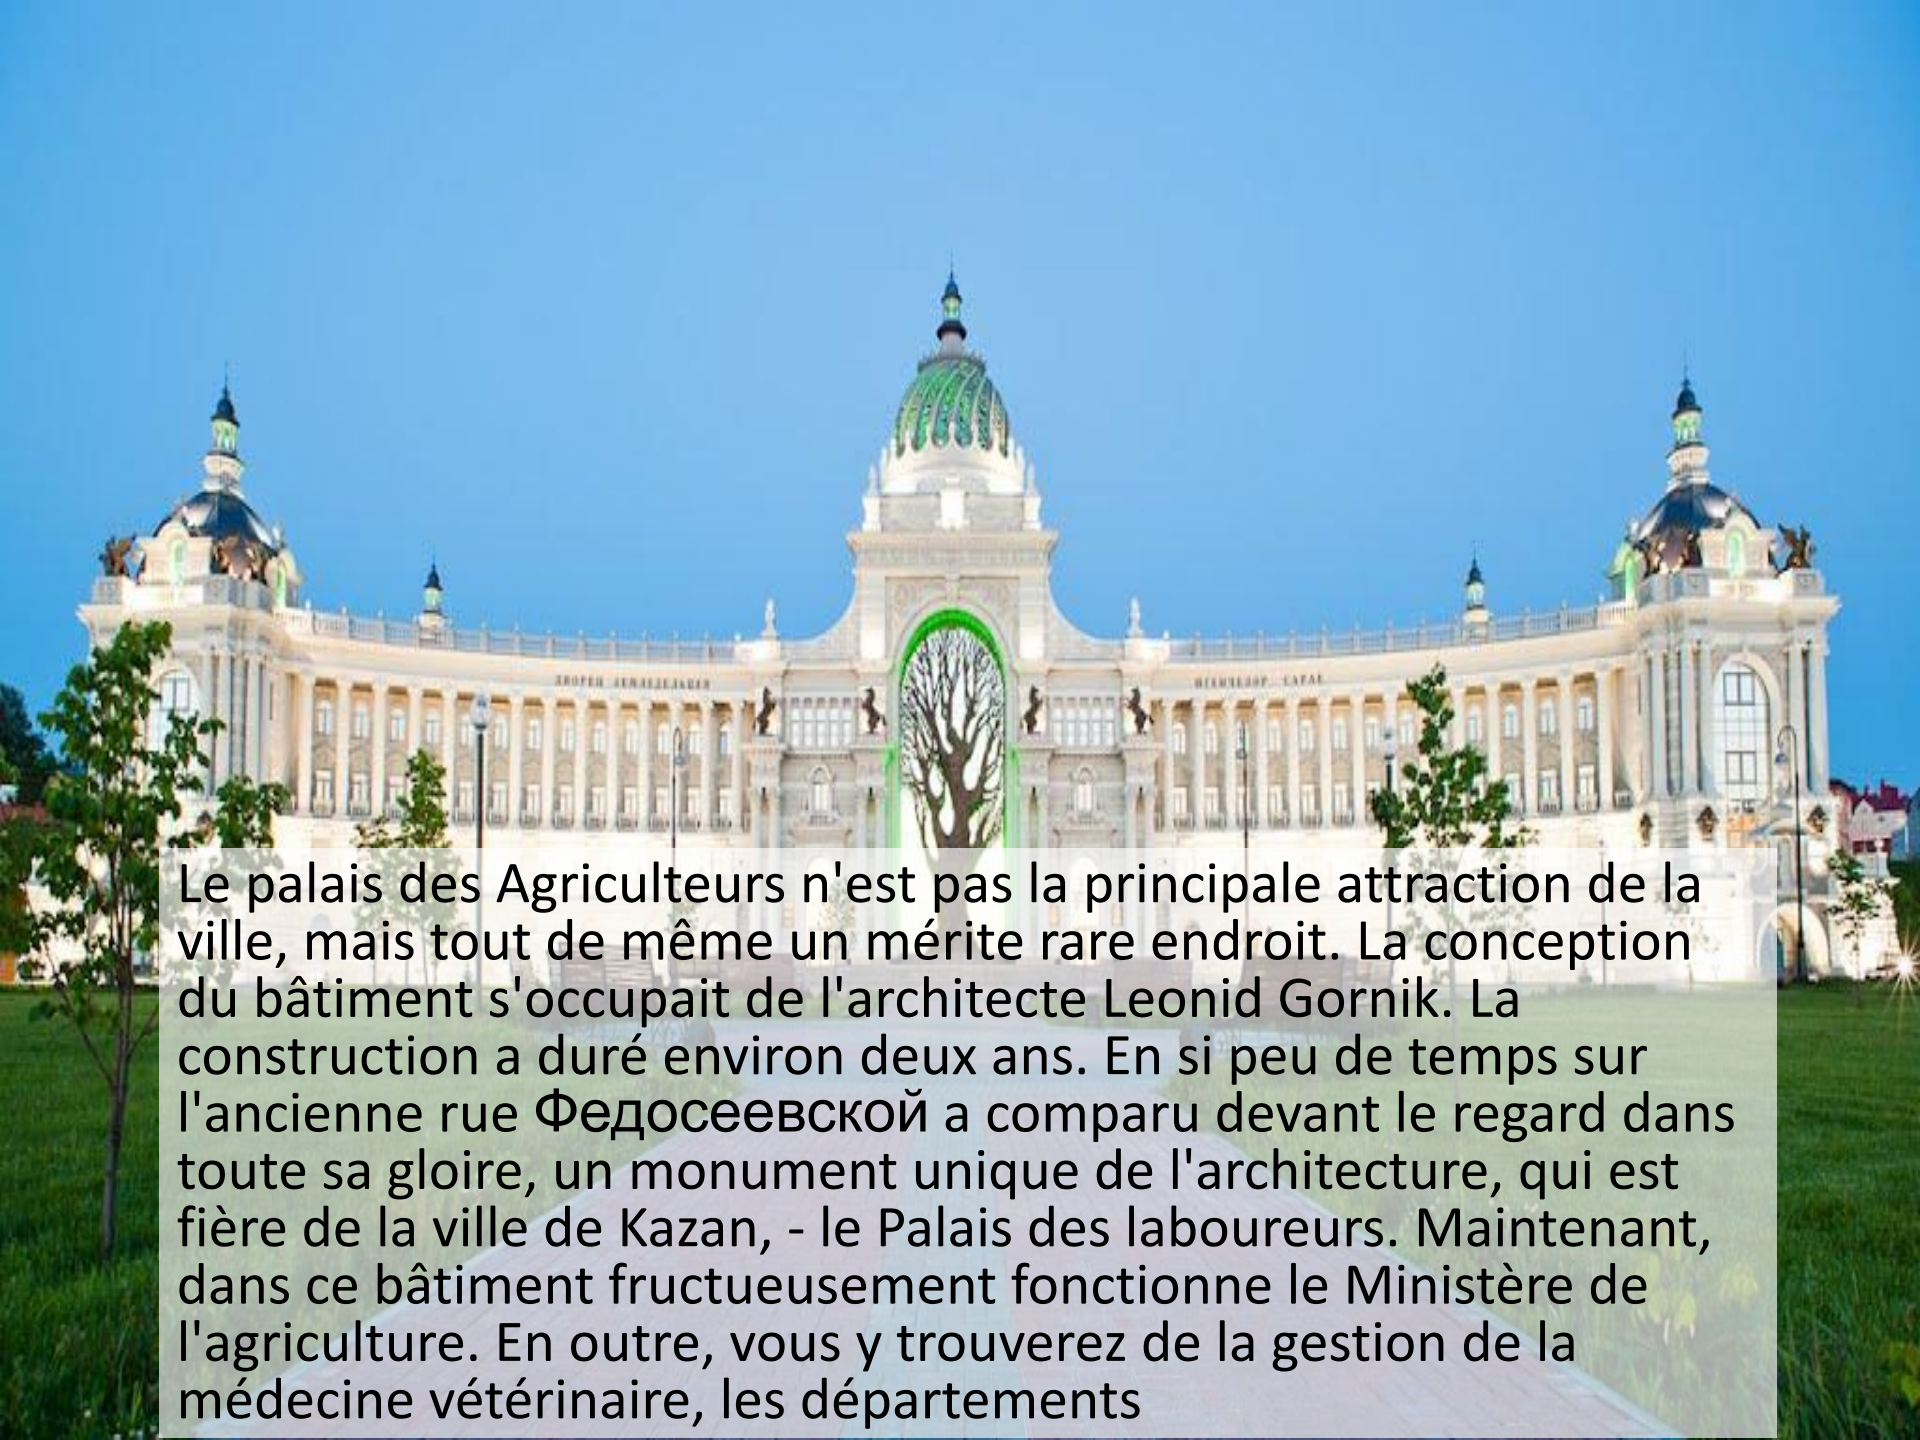 ДВОРЕЦ ЗЕМЛЕДЕЛЬЦЕВ
ИГЕНЧЕЛӘР САРАЕ
Le palais des Agriculteurs n'est pas la principale attraction de la
ville, mais tout de même un mérite rare endroit. La conception
du bâtiment s'occupait de l'architecte Leonid Gornik. La
construction a duré environ deux ans. En si peu de temps sur
l'ancienne rue Федосеевской a comparu devant le regard dans
toute sa gloire, un monument unique de l'architecture, qui est
fière de la ville de Kazan, - le Palais des laboureurs. Maintenant,
dans ce bâtiment fructueusement fonctionne le Ministère de
l'agriculture. En outre, vous y trouverez de la gestion de la
médecine vétérinaire, les départements